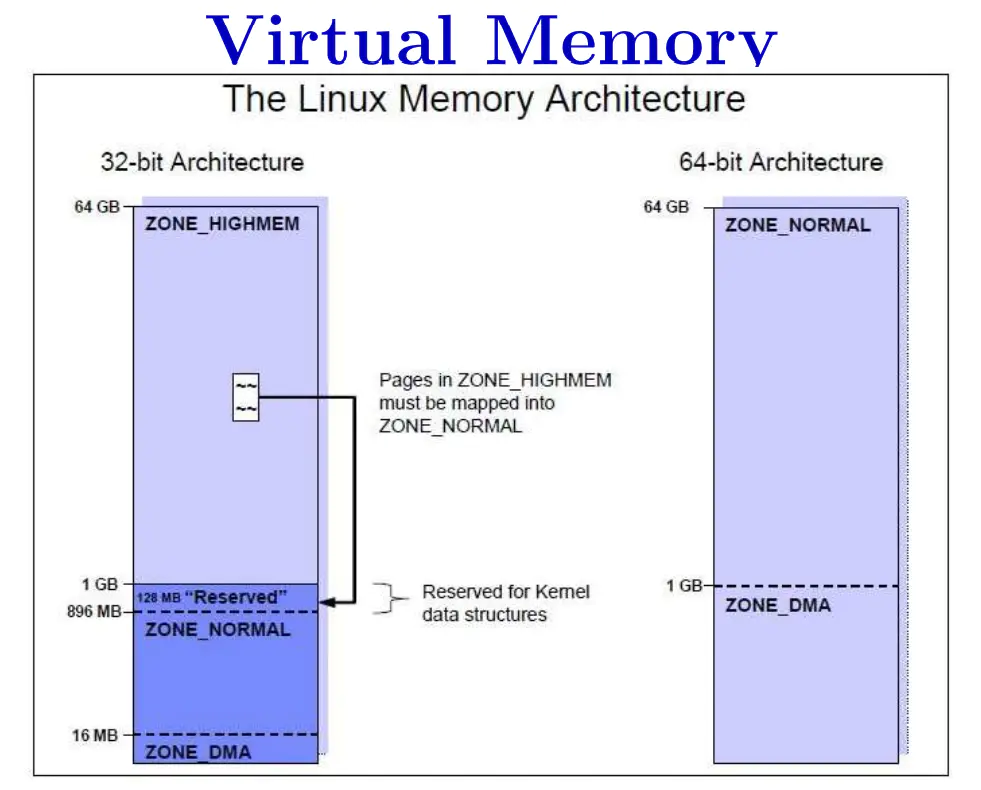 Virtual Memory
The Linux Memory Architecture
32-bit Architecture
64 GB
ZONE_HIGHMEM
~~
~~
Pages in ZONE_HIGHMEM
must be mapped into
ZONE_NORMAL
1 GB
128 MB "Reserved"
896 MB
ZONE_NORMAL
Reserved for Kernel
data structures
16 MB
ZONE_DMA
64-bit Architecture
64 GB
ZONE_NORMAL
1 GB
ZONE_DMA